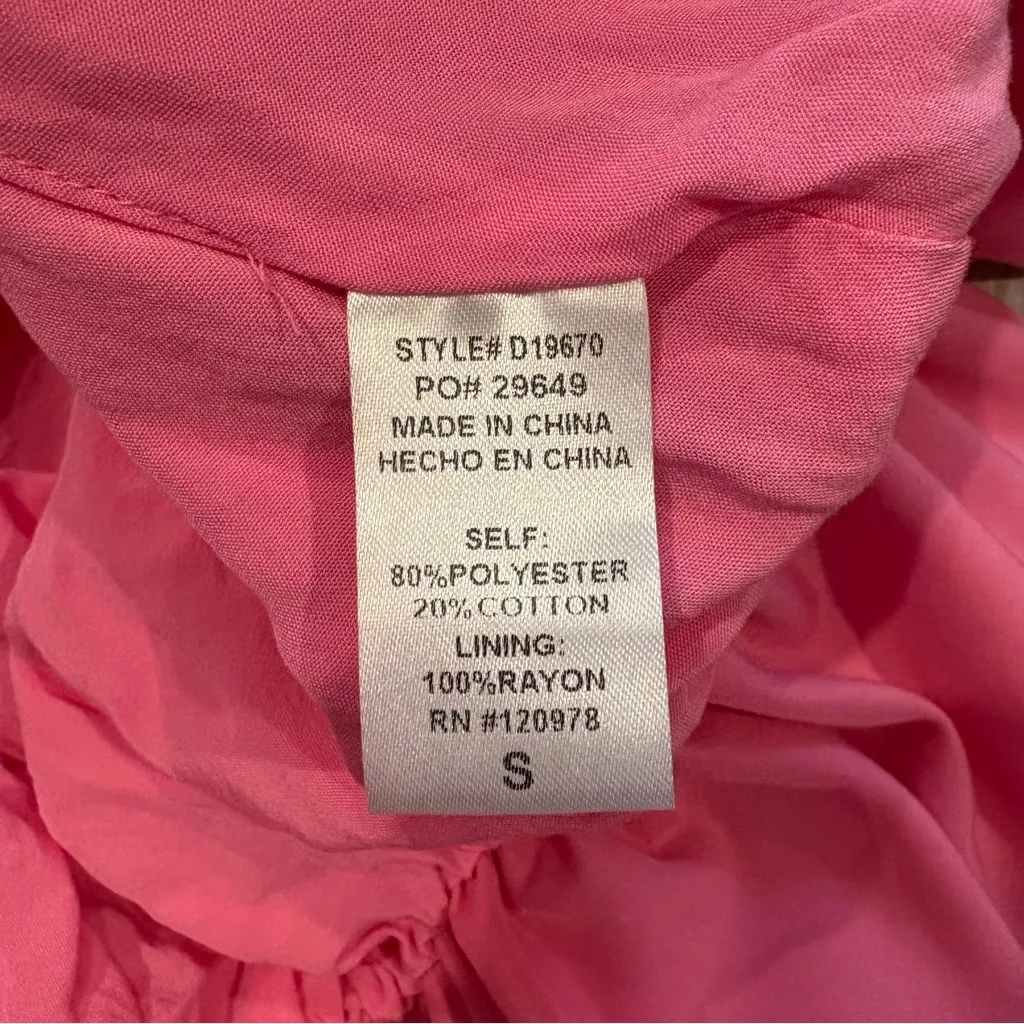 STYLE# D19670
PO# 29649
MADE IN CHINA
HECHO EN CHINA
SELF:
80%POLYESTER
20%COTTON
LINING:
100%RAYON
RN #120978
S